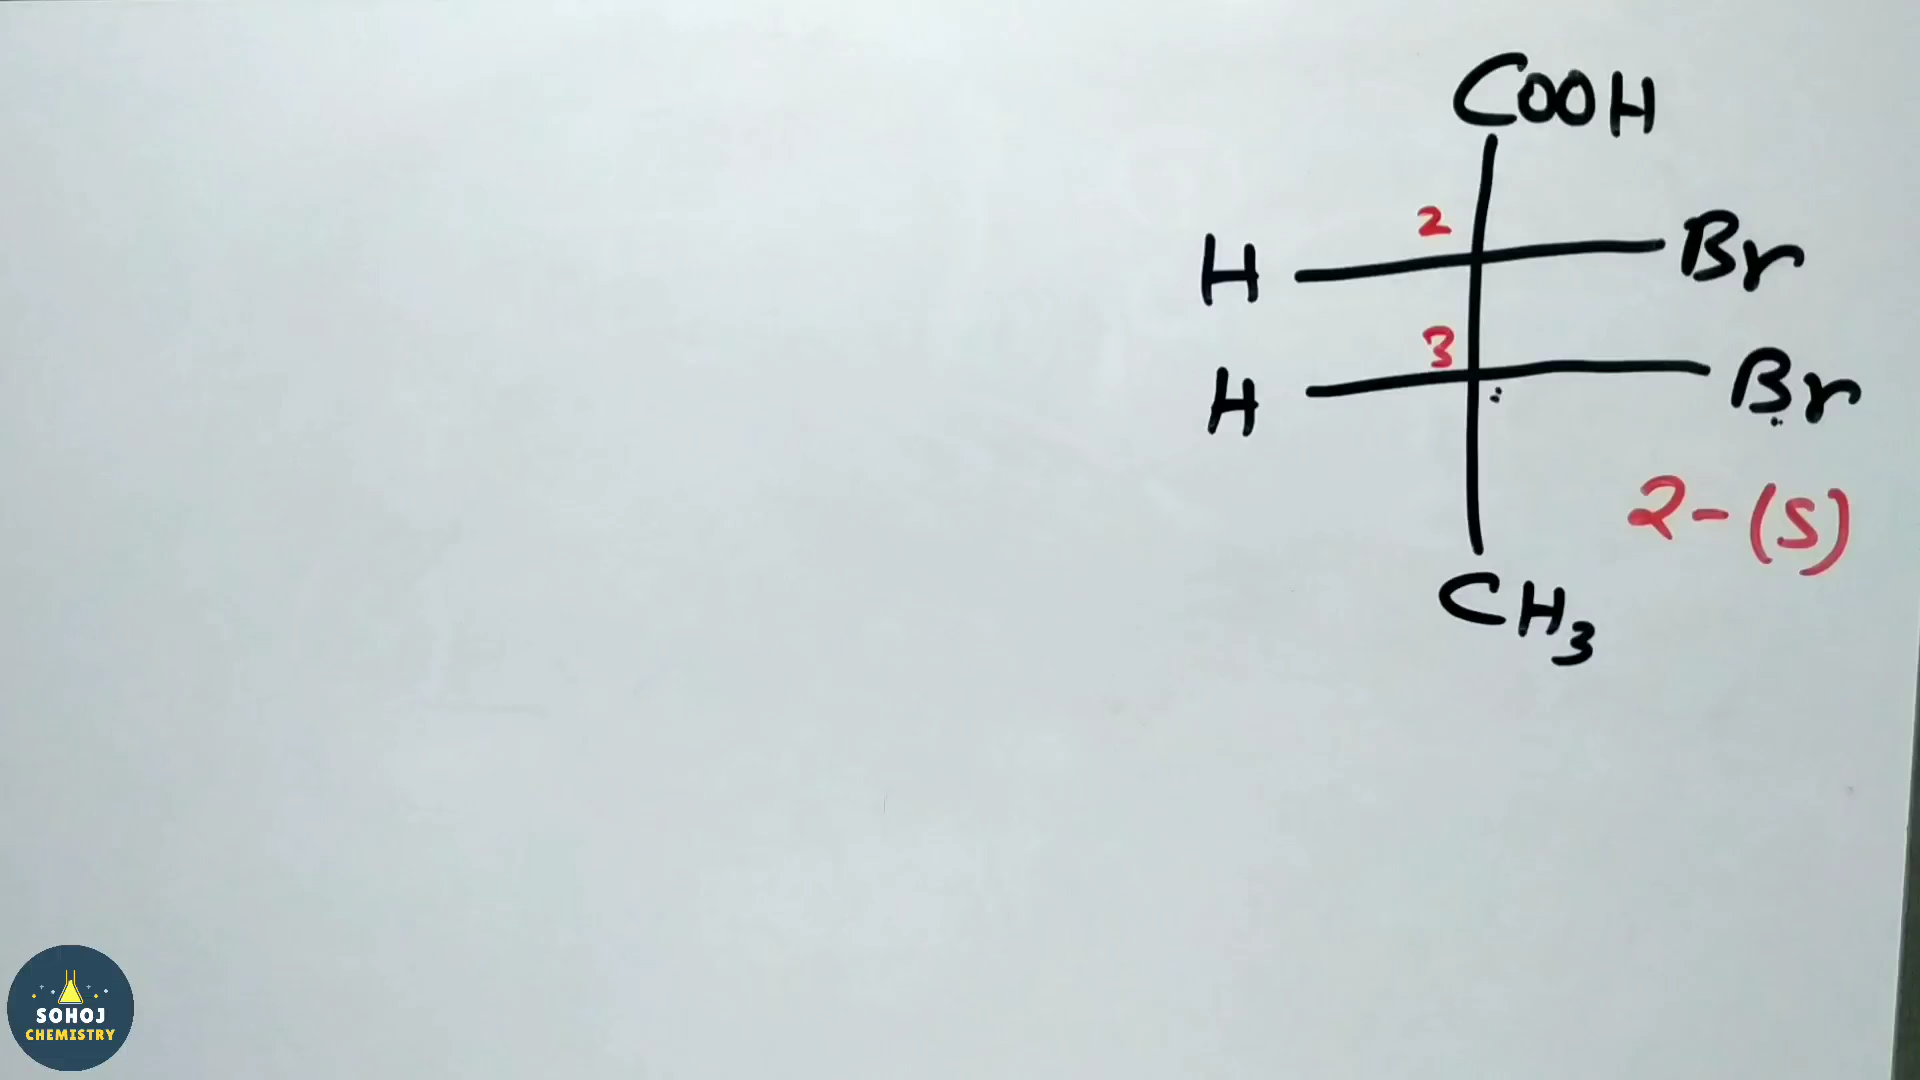 COOH
2
H Br
3
H Br
2-(S)
CH3
SOHOJ
CHEMISTRY